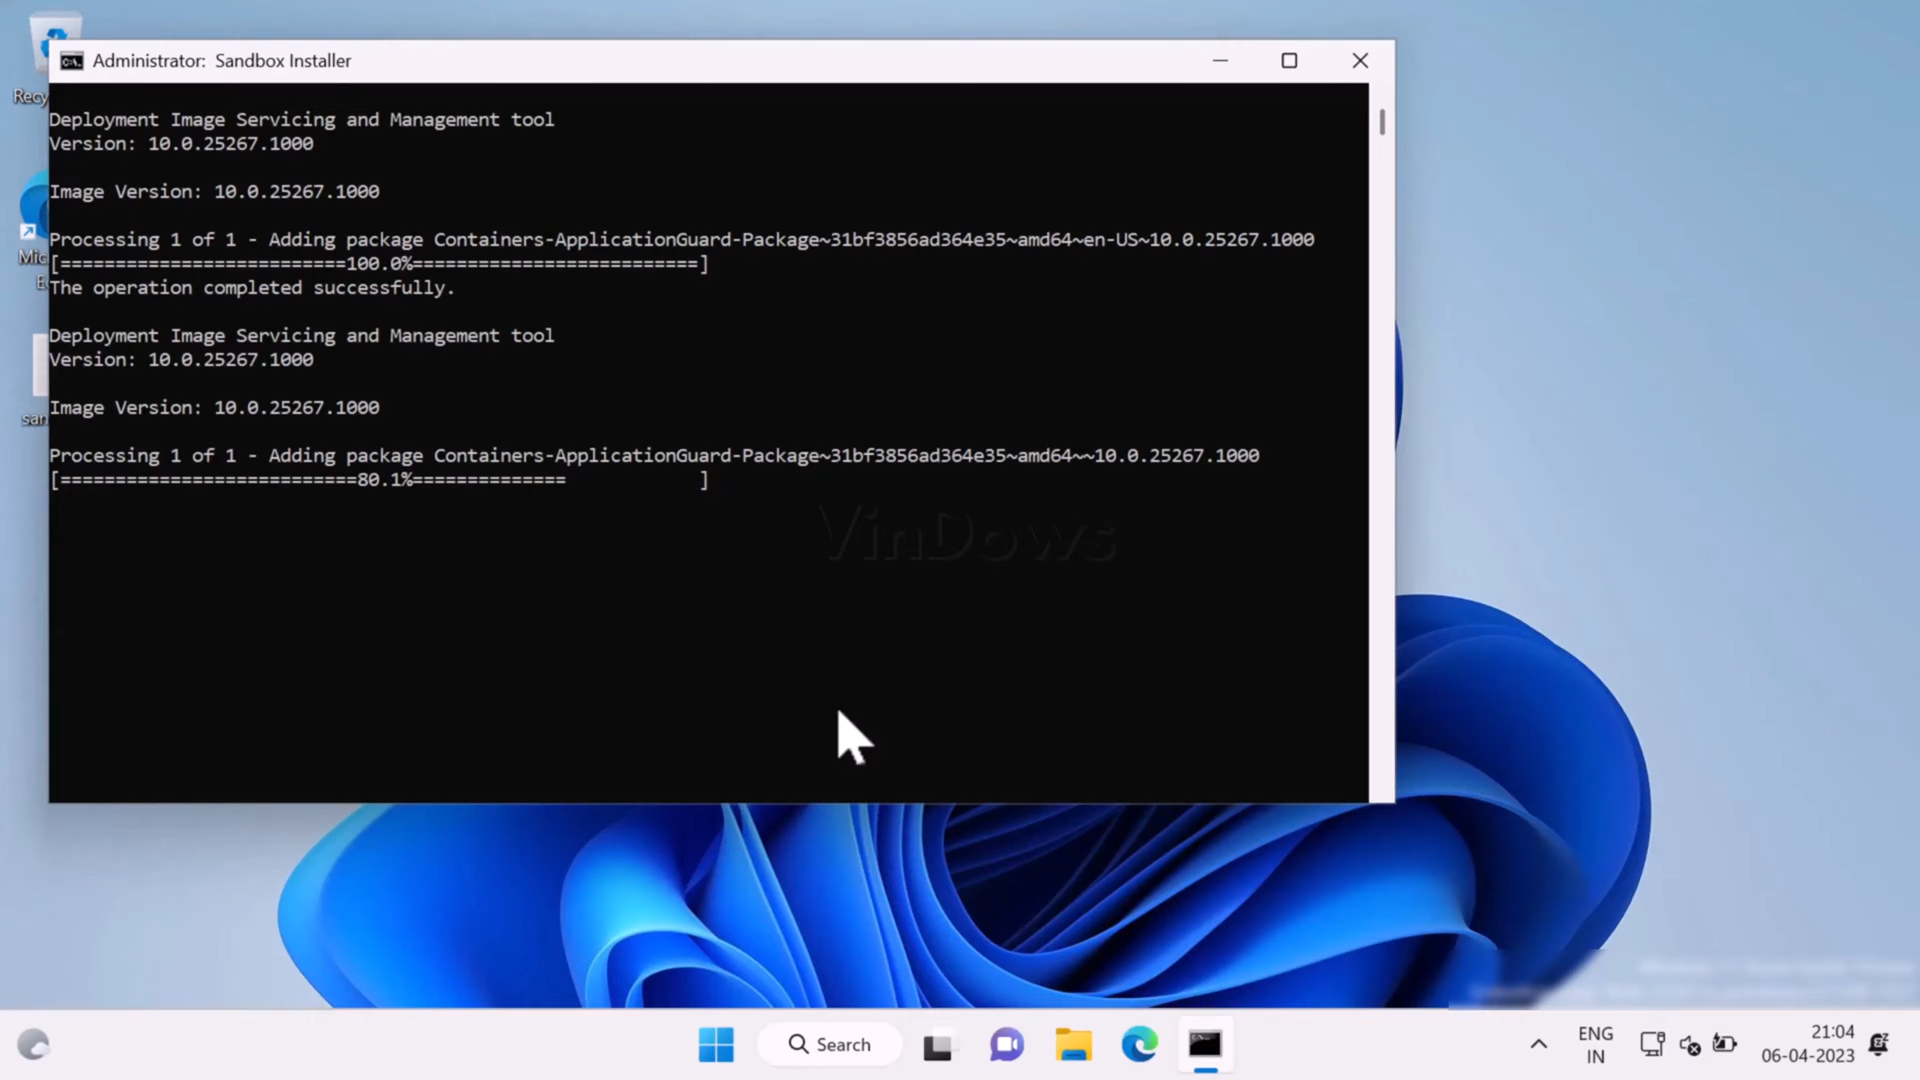 Administrator: Sandbox Installer
Recy
Deployment Image Servicing and Management tool
Version: 10.0.25267.1000
Image Version: 10.0.25267.1000
Processing 1 of 1 - Adding package Containers-ApplicationGuard-Package~31bf3856ad364e35~amd64~en-US~10.0.25267.1000
[==========================100.0%==========================]
The operation completed successfully.
Mic
E
Deployment Image Servicing and Management tool
Version: 10.0.25267.1000
Image Version: 10.0.25267.1000
san
Processing 1 of 1 - Adding package Containers-ApplicationGuard-Package~31bf3856ad364e35~amd64~~10.0.25267.1000
[===========================80.1%==============            ]
VinDows
Search
ENG
IN
21:04
06-04-2023